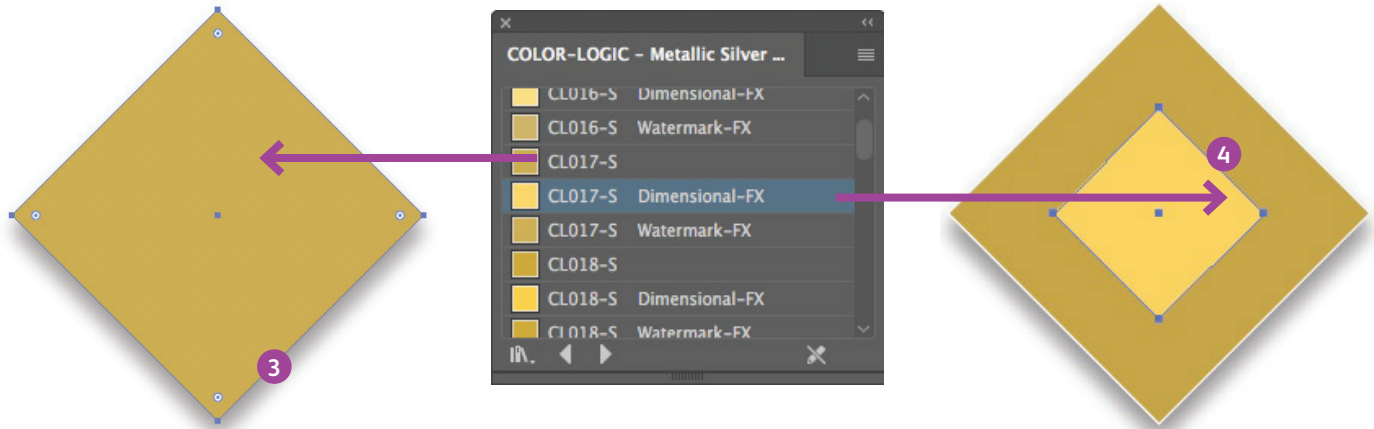 COLOR-LOGIC - Metallic Silver ...
CL016-S Dimensional-FX
CL016-S Watermark-FX
CL017-S
CL017-S Dimensional-FX
CL017-S Watermark-FX
CL018-S
CL018-S Dimensional-FX
CL018-S Watermark-FX
3
4